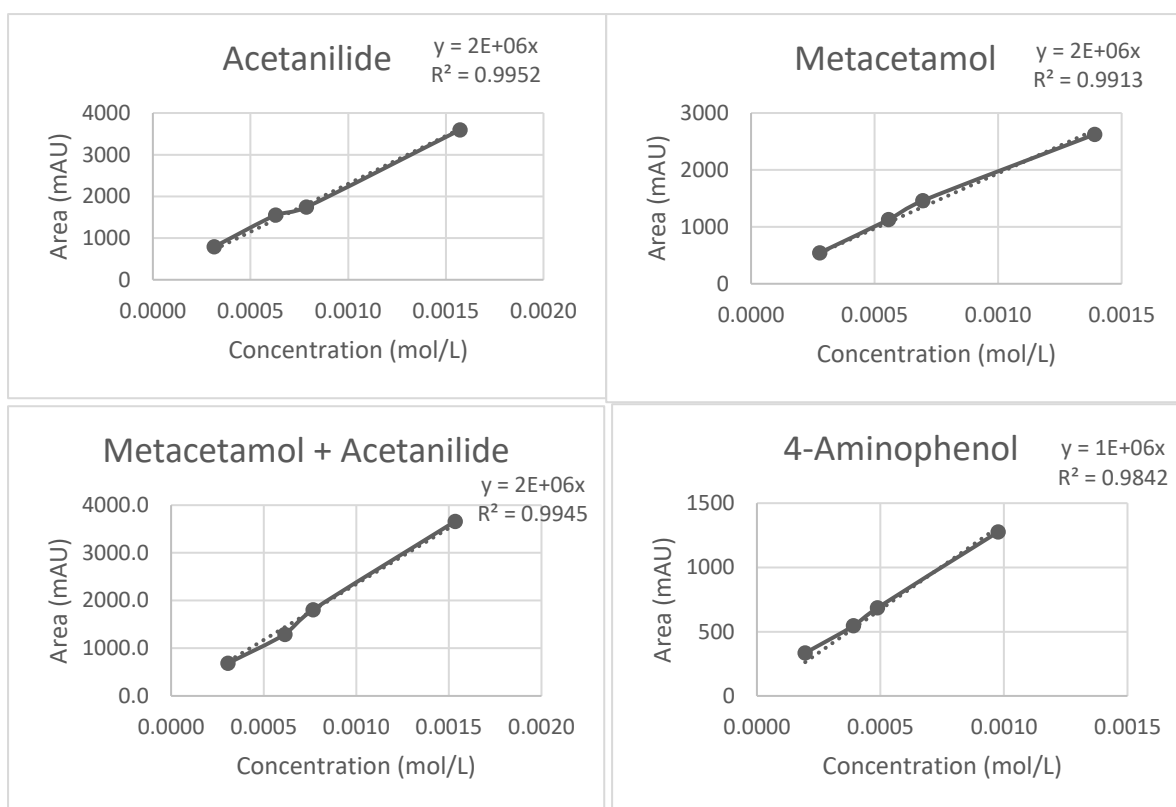 Acetanilide
y = 2E+06x
R² = 0.9952
4000
3000
2000
1000
0
Area (mAU)
0.0000 0.0005 0.0010 0.0015 0.0020
Concentration (mol/L)
Metacetamol
y = 2E+06x
R² = 0.9913
3000
2000
1000
0
Area (mAU)
0.0000 0.0005 0.0010 0.0015
Concentration (mol/L)
Metacetamol + Acetanilide
y = 2E+06x
R² = 0.9945
4000.0
3000.0
2000.0
1000.0
0.0
Area (mAU)
0.0000 0.0005 0.0010 0.0015 0.0020
Concentration (mol/L)
4-Aminophenol
y = 1E+06x
R² = 0.9842
1500
1000
500
0
Area (mAU)
0.0000 0.0005 0.0010 0.0015
Concentration (mol/L)